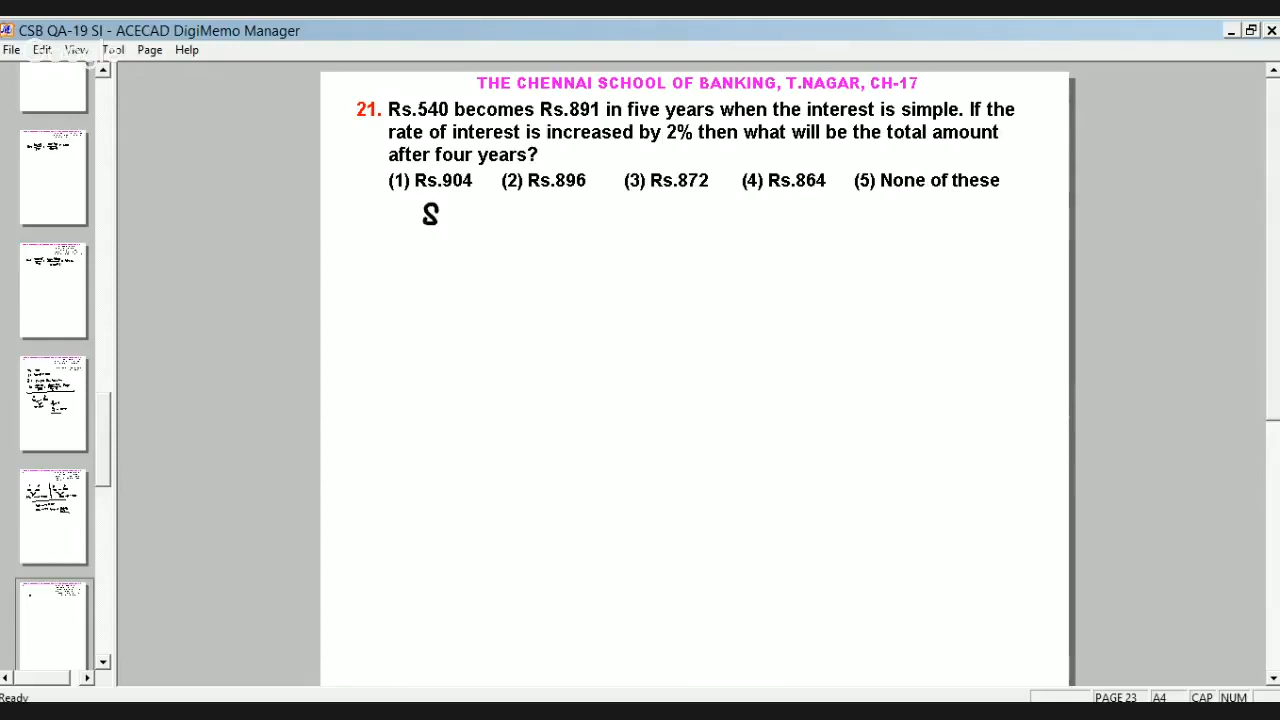 CSB QA-19 SI - ACECAD DigiMemo Manager
File Edit View Tool Page Help
THE CHENNAI SCHOOL OF BANKING, T.NAGAR, CH-17
21. Rs.540 becomes Rs.891 in five years when the interest is simple. If the
rate of interest is increased by 2% then what will be the total amount
after four years?
(1) Rs.904 (2) Rs.896 (3) Rs.872 (4) Rs.864 (5) None of these
Ready PAGE 23 A4 CAP NUM